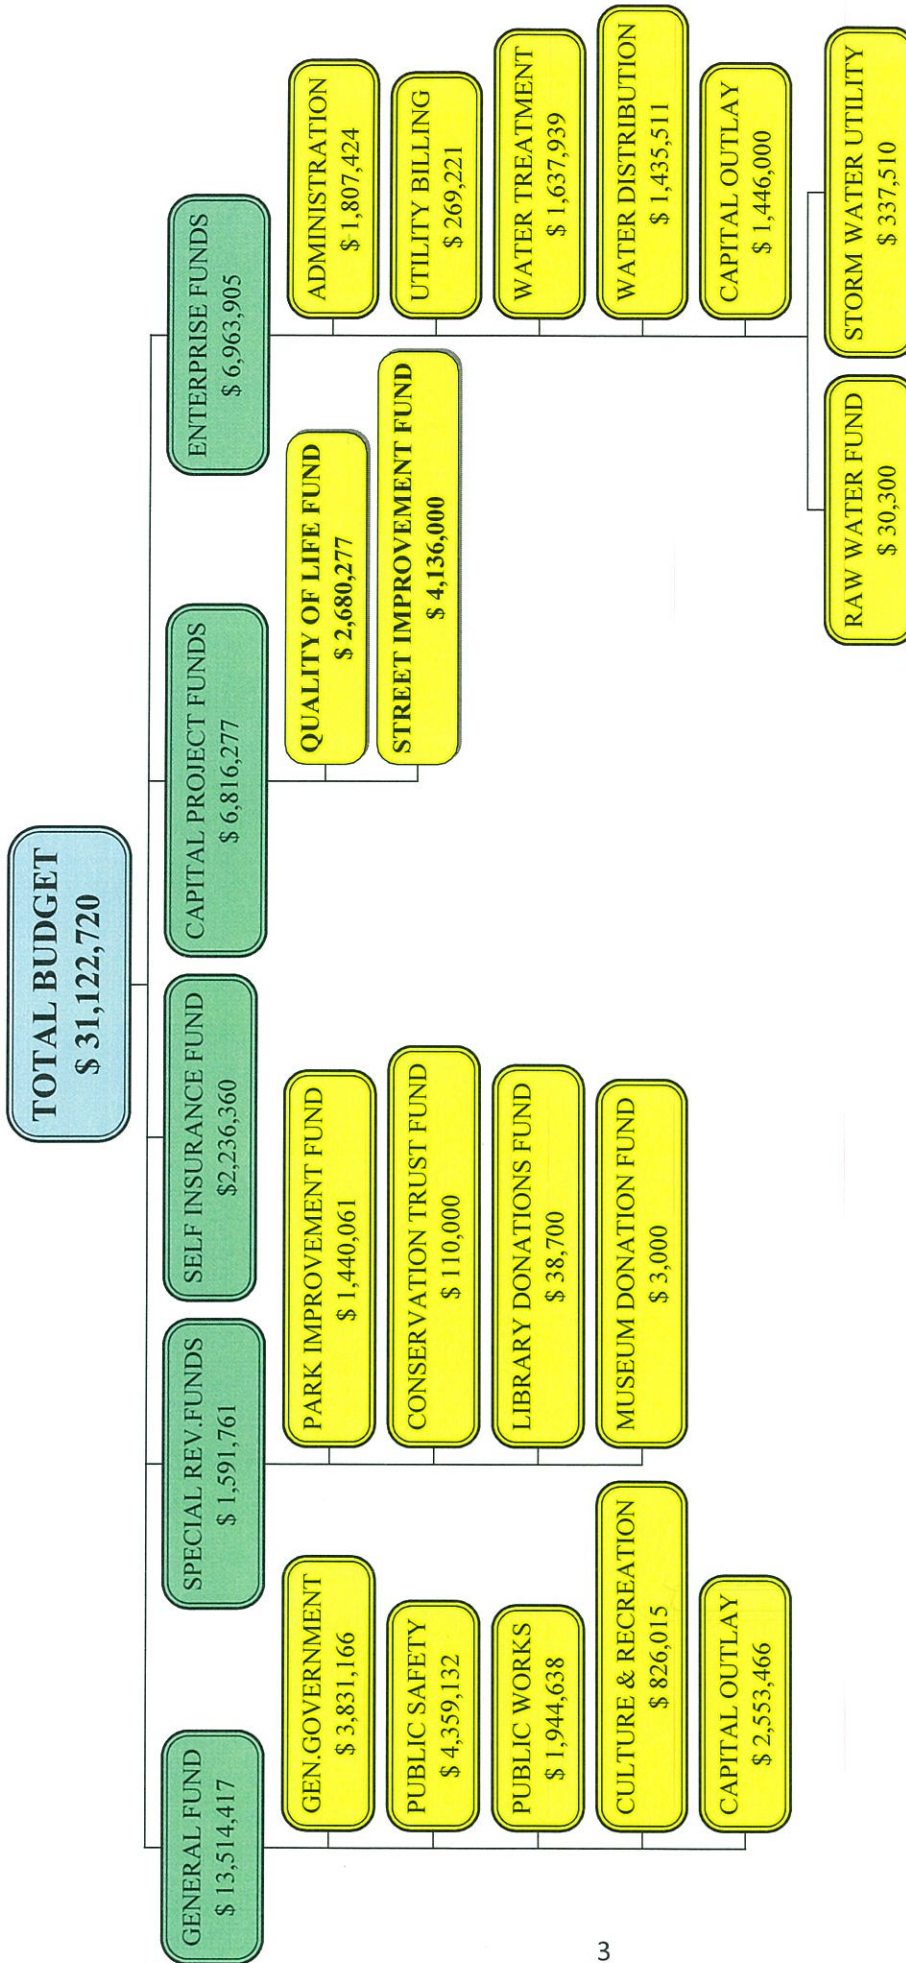 TOTAL BUDGET
$ 31,122,720
GENERAL FUND
$ 13,514,417
GEN.GOVERNMENT
$ 3,831,166
PUBLIC SAFETY
$ 4,359,132
PUBLIC WORKS
$ 1,944,638
CULTURE & RECREATION
$ 826,015
CAPITAL OUTLAY
$ 2,553,466
SPECIAL REV.FUNDS
$ 1,591,761
PARK IMPROVEMENT FUND
$ 1,440,061
CONSERVATION TRUST FUND
$ 110,000
LIBRARY DONATIONS FUND
$ 38,700
MUSEUM DONATION FUND
$ 3,000
SELF INSURANCE FUND
$2,236,360
CAPITAL PROJECT FUNDS
$ 6,816,277
QUALITY OF LIFE FUND
$ 2,680,277
STREET IMPROVEMENT FUND
$ 4,136,000
ENTERPRISE FUNDS
$ 6,963,905
ADMINISTRATION
$ 1,807,424
UTILITY BILLING
$ 269,221
WATER TREATMENT
$ 1,637,939
WATER DISTRIBUTION
$ 1,435,511
CAPITAL OUTLAY
$ 1,446,000
RAW WATER FUND
$ 30,300
STORM WATER UTILITY
$ 337,510
3